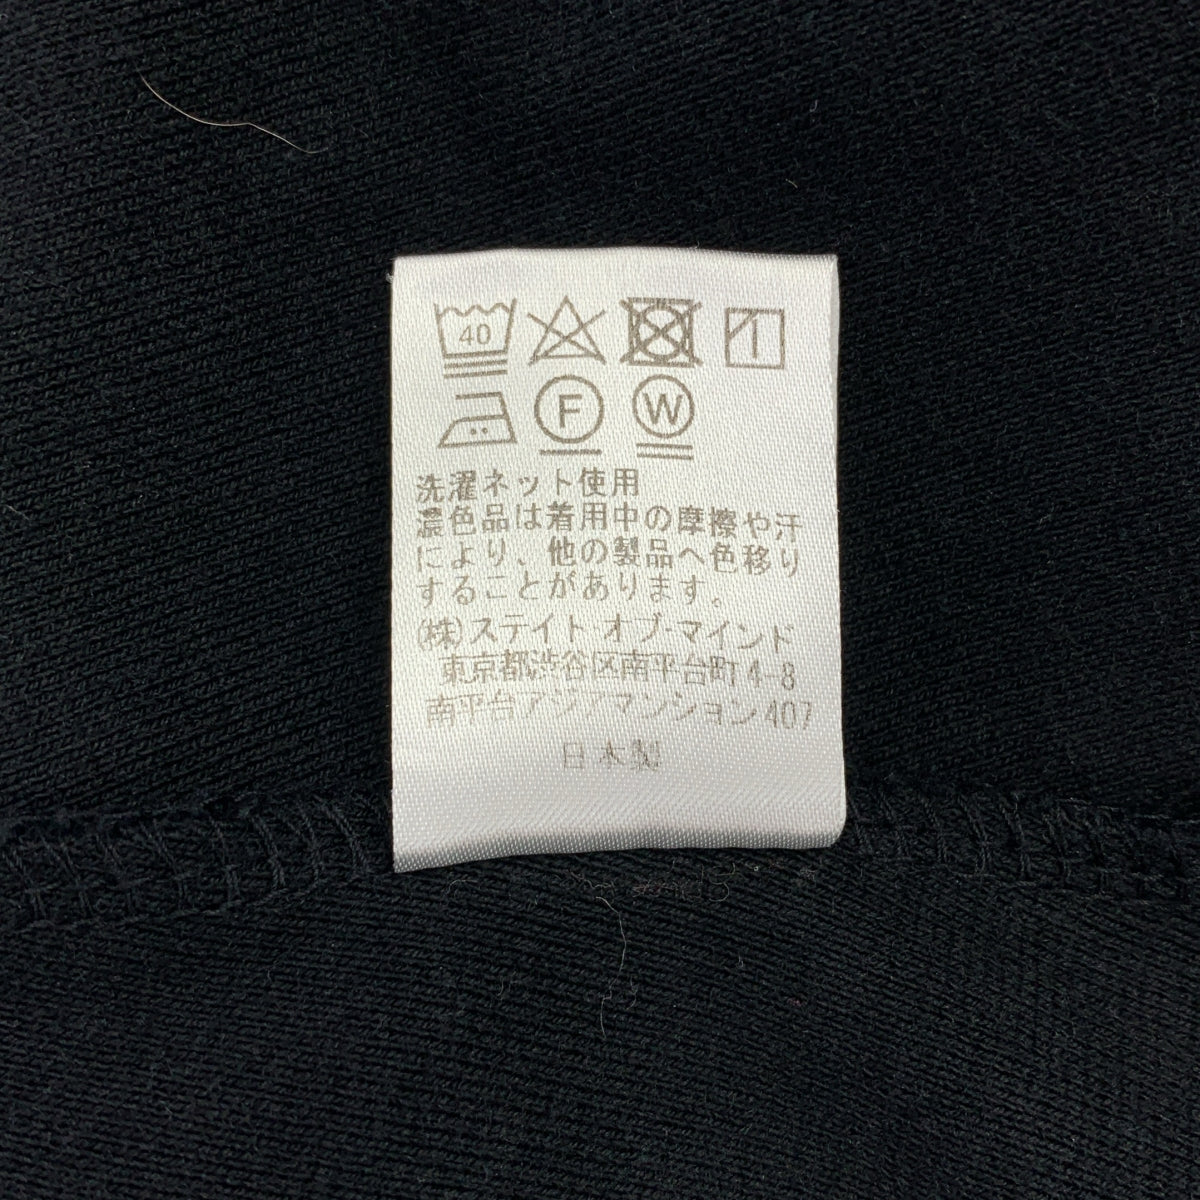 40
F W
洗濯ネット使用
濃色品は着用中の摩擦や汗
により、他の製品へ色移り
することがあります。
(株)ステイト オブ・マインド
東京都渋谷区南平台町4-8
南平台アジアマンション407
日本製